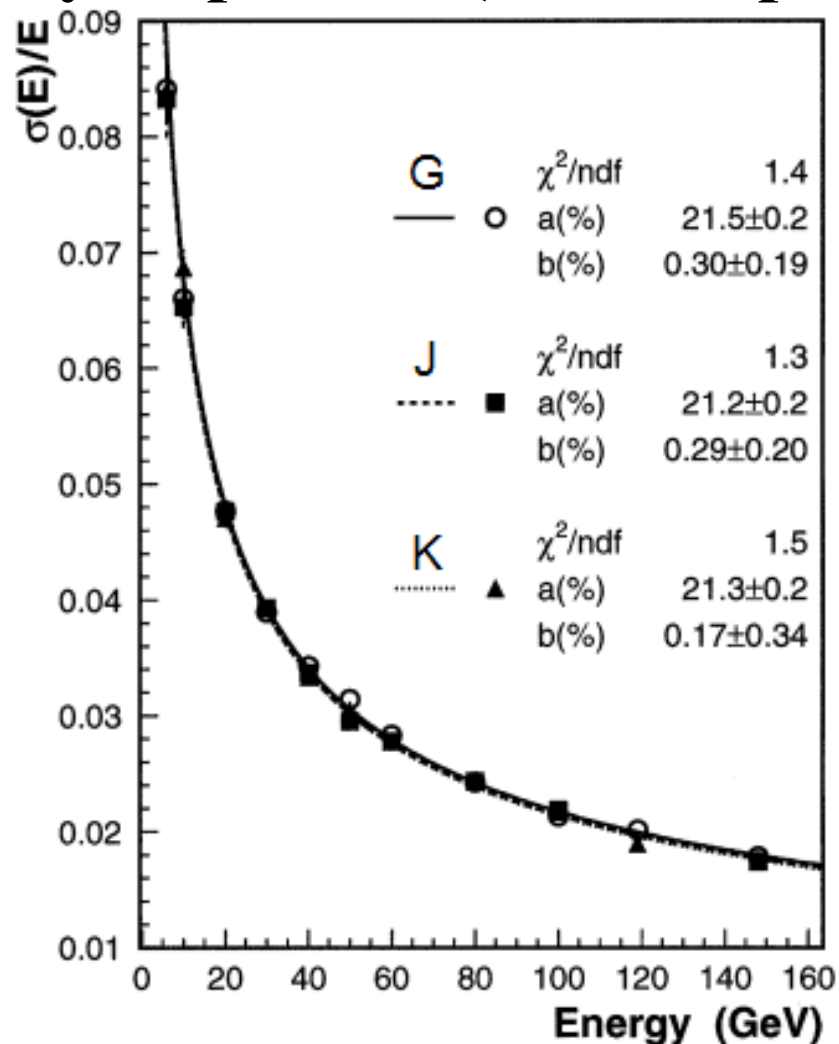 σ(E)/E
0.09
0.08
0.07
0.06
0.05
0.04
0.03
0.02
0.01
G
χ²/ndf 1.4
a(%) 21.5±0.2
b(%) 0.30±0.19
J
χ²/ndf 1.3
a(%) 21.2±0.2
b(%) 0.29±0.20
K
χ²/ndf 1.5
a(%) 21.3±0.2
b(%) 0.17±0.34
0 20 40 60 80 100 120 140 160
Energy (GeV)